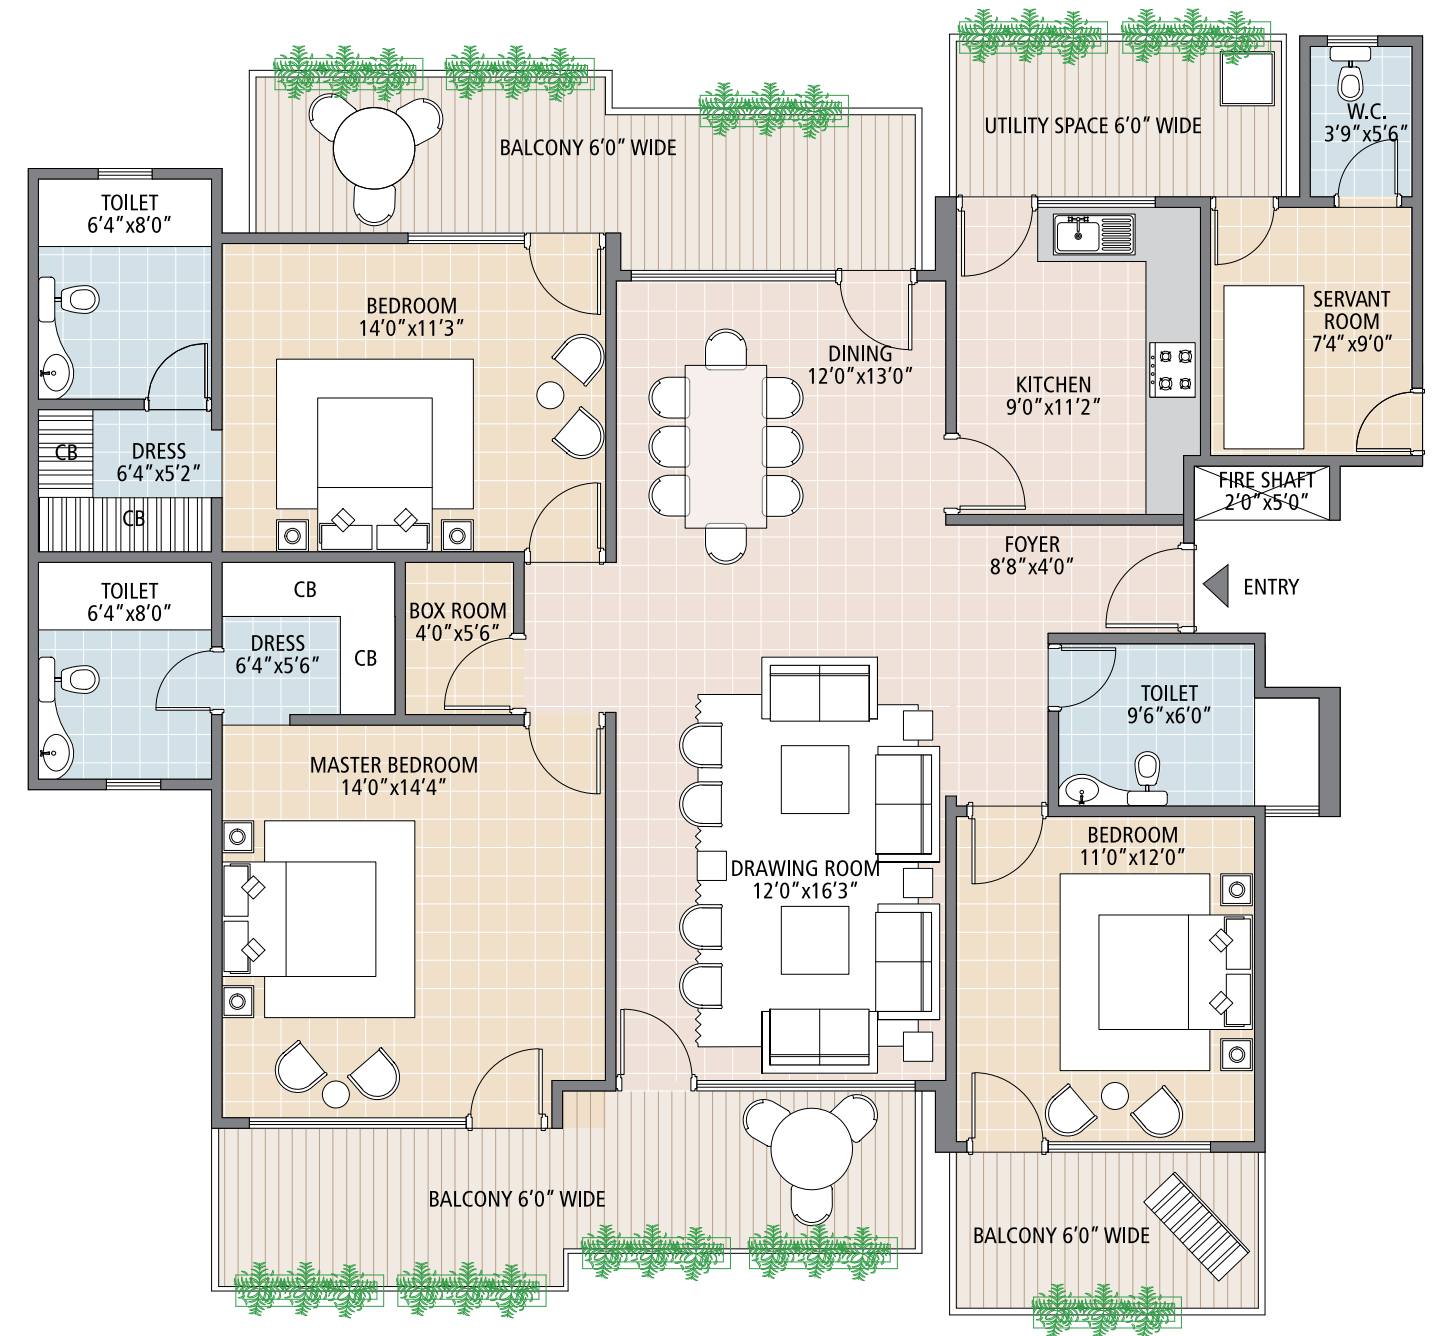 UTILITY SPACE 6’0” WIDE
W.C.
3’9”x5’6”
BALCONY 6’0” WIDE
TOILET
6’4”x8’0”
BEDROOM
14’0”x11’3”
DINING
12’0”x13’0”
KITCHEN
9’0”x11’2”
SERVANT
ROOM
7’4”x9’0”
CB
DRESS
6’4”x5’2”
CB
FIRE SHAFT
2’0”x5’0”
FOYER
8’8”x4’0”
ENTRY
TOILET
6’4”x8’0”
CB
DRESS
6’4”x5’6”
CB
BOX ROOM
4’0”x5’6”
TOILET
9’6”x6’0”
MASTER BEDROOM
14’0”x14’4”
DRAWING ROOM
12’0”x16’3”
BEDROOM
11’0”x12’0”
BALCONY 6’0” WIDE
BALCONY 6’0” WIDE